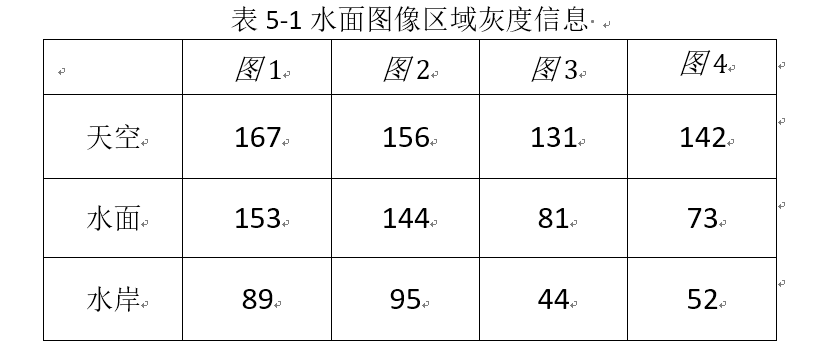 表 5-1 水面图像区域灰度信息
图1 图2 图3 图4
天空 167 156 131 142
水面 153 144 81 73
水岸 89 95 44 52